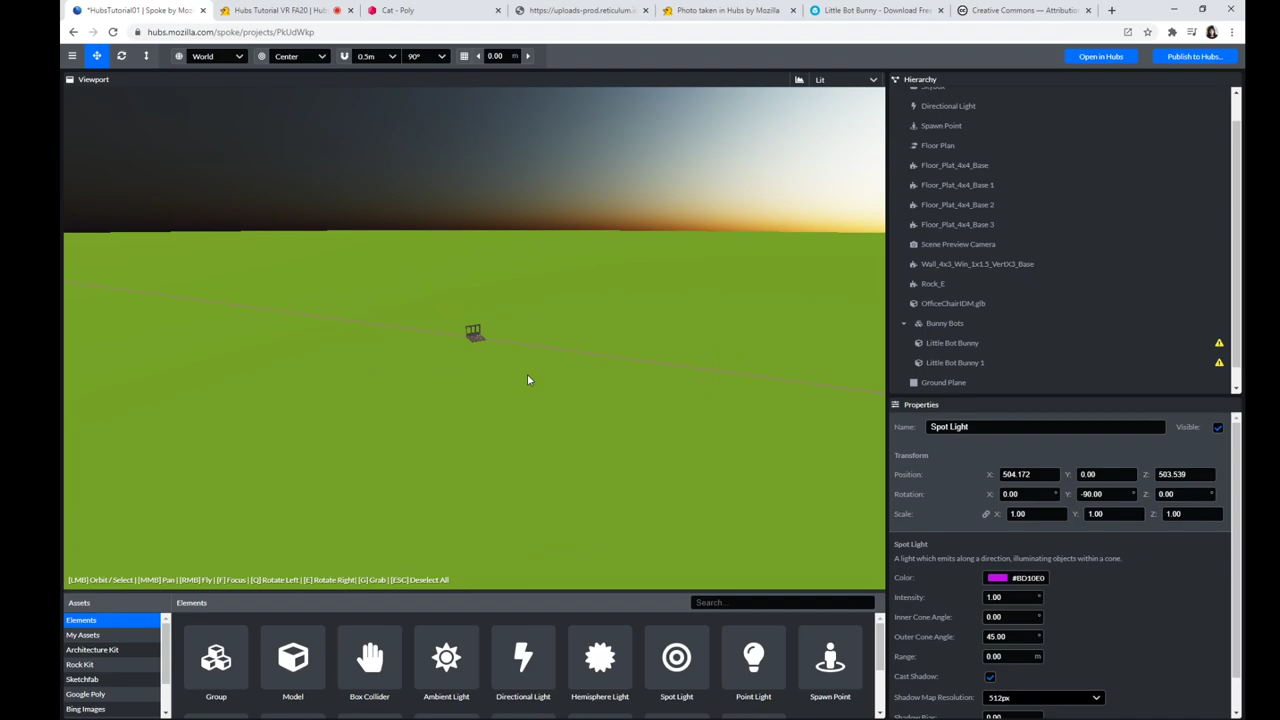 *HubsTutorial01 | Spoke by Moz
Hubs Tutorial VR FA20 | Hubs
Cat - Poly
https://uploads-prod.reticulum.i
Photo taken in Hubs by Mozilla
Little Bot Bunny - Download Fre
Creative Commons — Attribution
hubs.mozilla.com/spoke/projects/PkUdWkp
World
Center
0.5m
90°
0.00 m
Open in Hubs
Publish to Hubs...
Viewport
Lit
Hierarchy
Skybox
Directional Light
Spawn Point
Floor Plan
Floor_Plat_4x4_Base
Floor_Plat_4x4_Base 1
Floor_Plat_4x4_Base 2
Floor_Plat_4x4_Base 3
Scene Preview Camera
Wall_4x3_Win_1x1.5_VertX3_Base
Rock_E
OfficeChairIDM.glb
Bunny Bots
Little Bot Bunny
Little Bot Bunny 1
Ground Plane
Properties
Name: Spot Light Visible:
Transform
Position: X: 504.172 Y: 0.00 Z: 503.539
Rotation: X: 0.00 ° Y: -90.00 ° Z: 0.00 °
Scale: X: 1.00 Y: 1.00 Z: 1.00
Spot Light
A light which emits along a direction, illuminating objects within a cone.
Color: #BD10E0
Intensity: 1.00 °
Inner Cone Angle: 0.00 °
Outer Cone Angle: 45.00 °
Range: 0.00 m
Cast Shadow:
Shadow Map Resolution: 512px
Shadow Bias: 0.00
[LMB] Orbit / Select | [MMB] Pan | [RMB] Fly | [F] Focus | [Q] Rotate Left | [E] Rotate Right| [G] Grab | [ESC] Deselect All
Assets
Elements
My Assets
Architecture Kit
Rock Kit
Sketchfab
Google Poly
Bing Images
Elements
Search...
Group
Model
Box Collider
Ambient Light
Directional Light
Hemisphere Light
Spot Light
Point Light
Spawn Point